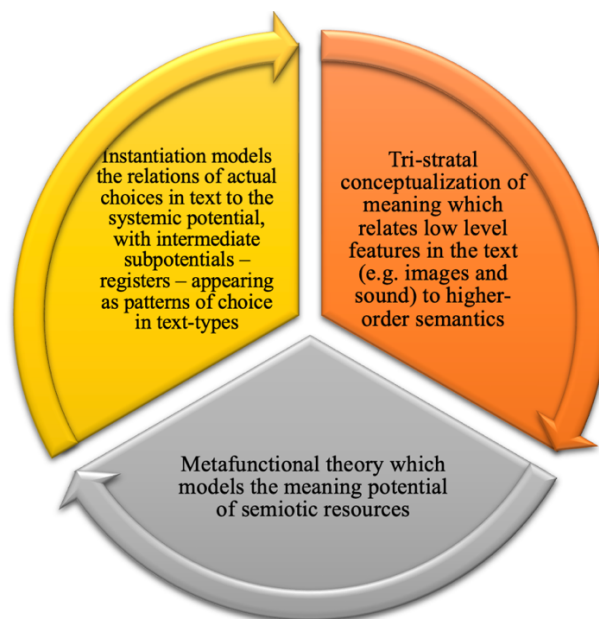 Instantiation models
the relations of actual
choices in text to the
systemic potential,
with intermediate
subpotentials –
registers – appearing
as patterns of choice
in text-types
Tri-stratal
conceptualization of
meaning which
relates low level
features in the text
(e.g. images and
sound) to higher-
order semantics
Metafunctional theory which
models the meaning potential
of semiotic resources